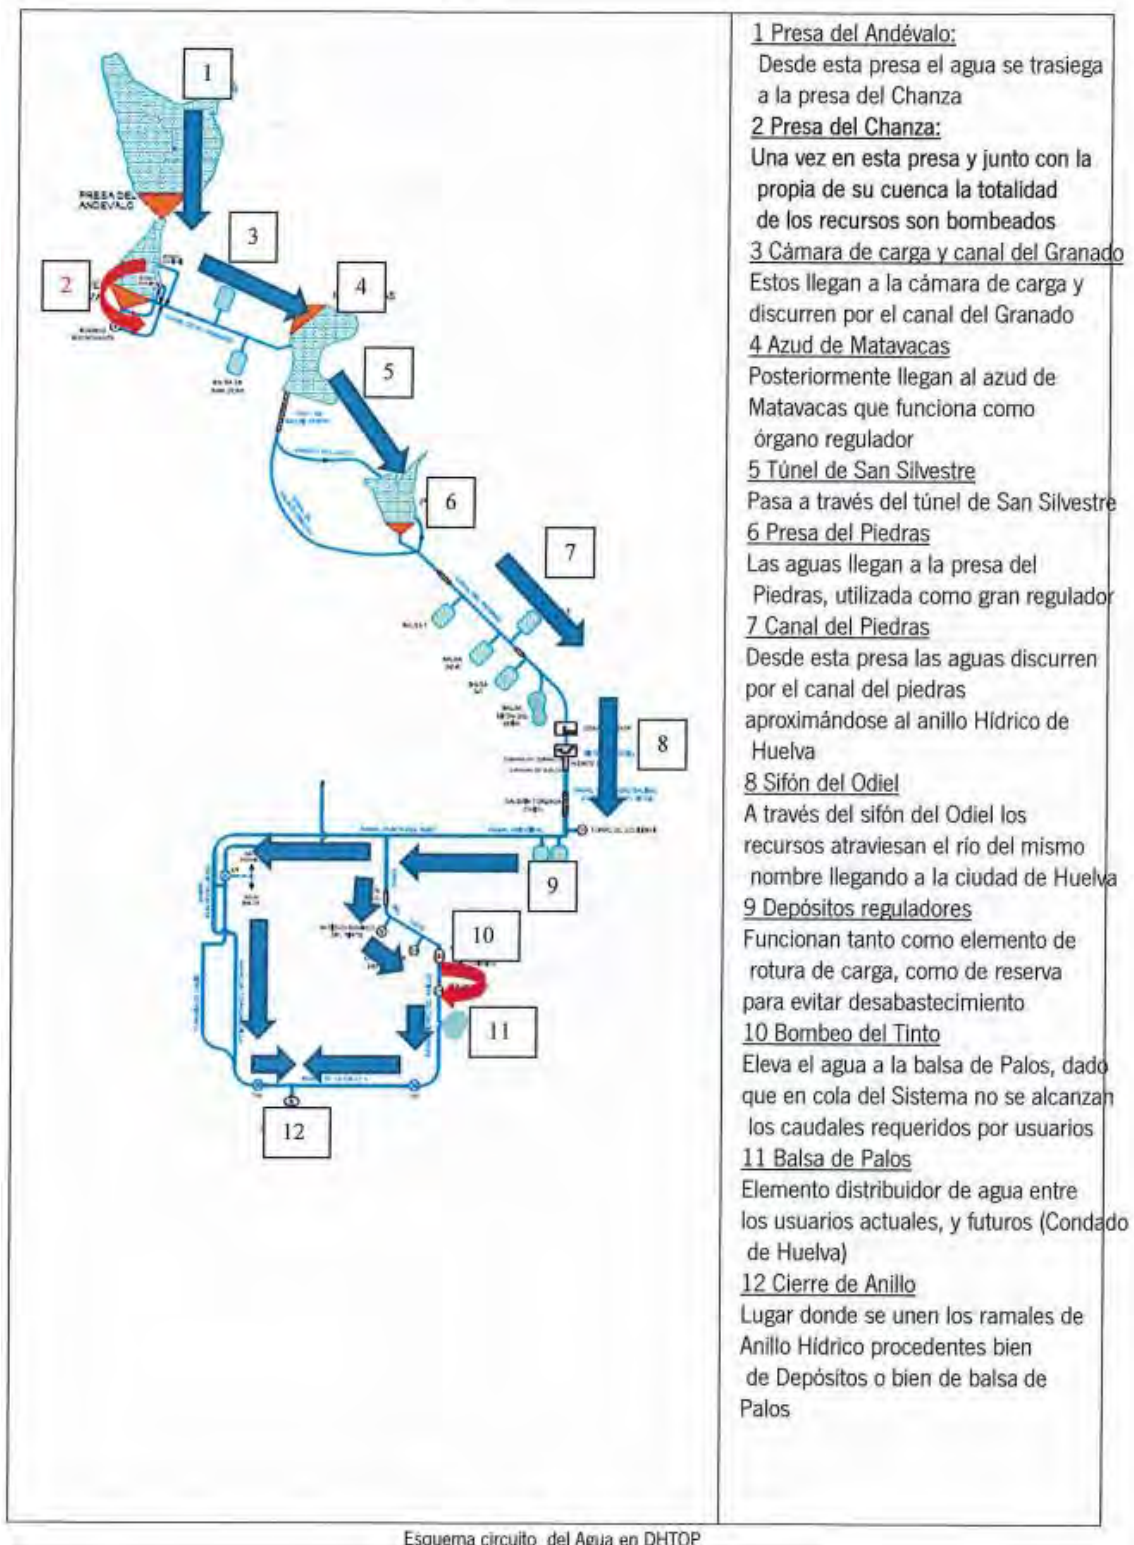 1
PRESA DEL
ANDEVALO
2
3
4
5
6
7
8
9
10
11
12
1 Presa del Andévalo:
Desde esta presa el agua se trasiega
a la presa del Chanza
2 Presa del Chanza:
Una vez en esta presa y junto con la
propia de su cuenca la totalidad
de los recursos son bombeados
3 Cámara de carga y canal del Granado
Estos llegan a la cámara de carga y
discurren por el canal del Granado
4 Azud de Matavacas
Posteriormente llegan al azud de
Matavacas que funciona como
órgano regulador
5 Túnel de San Silvestre
Pasa a través del túnel de San Silvestre
6 Presa del Piedras
Las aguas llegan a la presa del
Piedras, utilizada como gran regulador
7 Canal del Piedras
Desde esta presa las aguas discurren
por el canal del piedras
aproximándose al anillo Hídrico de
Huelva
8 Sifón del Odiel
A través del sifón del Odiel los
recursos atraviesan el río del mismo
nombre llegando a la ciudad de Huelva
9 Depósitos reguladores
Funcionan tanto como elemento de
rotura de carga, como de reserva
para evitar desabastecimiento
10 Bombeo del Tinto
Eleva el agua a la balsa de Palos, dado
que en cola del Sistema no se alcanzan
los caudales requeridos por usuarios
11 Balsa de Palos
Elemento distribuidor de agua entre
los usuarios actuales, y futuros (Condado
de Huelva)
12 Cierre de Anillo
Lugar donde se unen los ramales de
Anillo Hídrico procedentes bien
de Depósitos o bien de balsa de
Palos
Esquema circuito del Agua en DHTOP